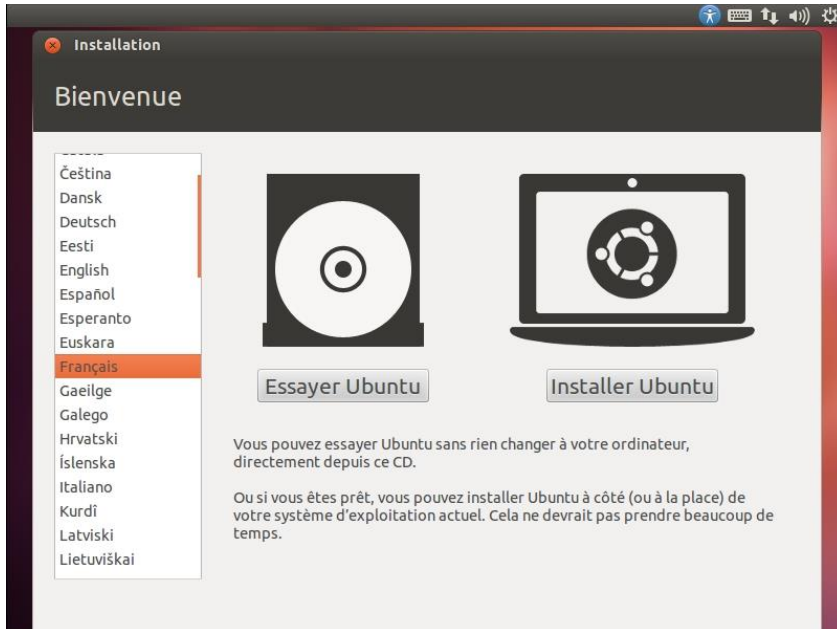 Installation
Bienvenue
Čeština
Dansk
Deutsch
Eesti
English
Español
Esperanto
Euskara
Français
Gaeilge
Galego
Hrvatski
Íslenska
Italiano
Kurdî
Latviski
Lietuviškai
Essayer Ubuntu
Installer Ubuntu
Vous pouvez essayer Ubuntu sans rien changer à votre ordinateur,
directement depuis ce CD.
Ou si vous êtes prêt, vous pouvez installer Ubuntu à côté (ou à la place) de
votre système d'exploitation actuel. Cela ne devrait pas prendre beaucoup de
temps.